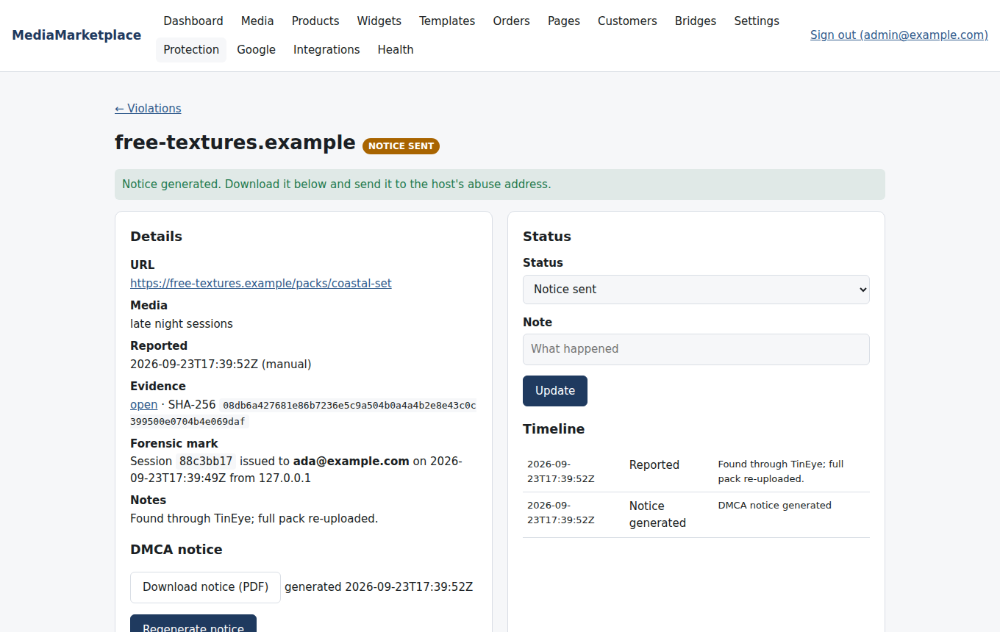 MediaMarketplace
Dashboard Media Products Widgets Templates Orders Pages Customers Bridges Settings
Protection Google Integrations Health
Sign out (admin@example.com)
← Violations
free-textures.example NOTICE SENT
Notice generated. Download it below and send it to the host's abuse address.
Details
URL
https://free-textures.example/packs/coastal-set
Media
late night sessions
Reported
2026-09-23T17:39:52Z (manual)
Evidence
open · SHA-256 08db6a427681e86b7236e5c9a504b0a4a4b2e8e43c0c
399500e0704b4e069daf
Forensic mark
Session 88c3bb17 issued to ada@example.com on 2026-
09-23T17:39:49Z from 127.0.0.1
Notes
Found through TinEye; full pack re-uploaded.
DMCA notice
Download notice (PDF) generated 2026-09-23T17:39:52Z
Regenerate notice
Status
Status
Notice sent
Note
What happened
Update
Timeline
2026-09-
23T17:39:52Z
Reported
Found through TinEye; full
pack re-uploaded.
2026-09-
23T17:39:52Z
Notice
generated
DMCA notice generated